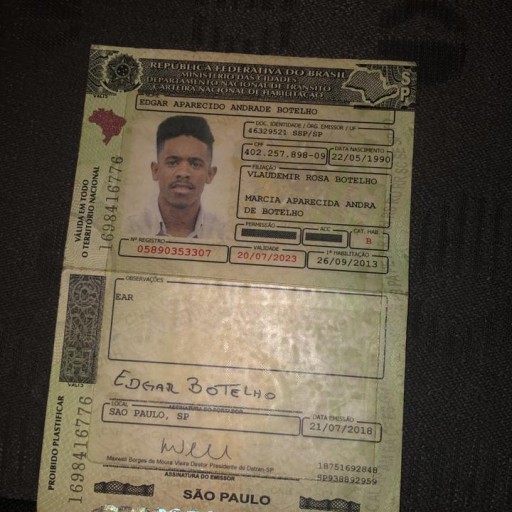 REPÚBLICA FEDERATIVA DO BRASIL
MINISTÉRIO DAS CIDADES
DEPARTAMENTO NACIONAL DE TRÂNSITO
CARTEIRA NACIONAL DE HABILITAÇÃO
SP
EDGAR APARECIDO ANDRADE BOTELHO
DOC. IDENTIDADE / ÓRG. EMISSOR / UF
46329521 SSP/SP
CPF
402.257.898-09
DATA NASCIMENTO
22/05/1990
FILIAÇÃO
VLAUDEMIR ROSA BOTELHO
MARCIA APARECIDA ANDRA
DE BOTELHO
PERMISSÃO
ACC
CAT. HAB.
B
Nº REGISTRO
05890353307
VALIDADE
20/07/2023
1ª HABILITAÇÃO
26/09/2013
VÁLIDA EM TODO
O TERRITÓRIO NACIONAL
1698416776
OBSERVAÇÕES
EAR
EDGAR BOTELHO
ASSINATURA DO PORTADOR
LOCAL
SAO PAULO, SP
DATA EMISSÃO
21/07/2018
Maxwell Borges de Moura Vieira Diretor Presidente do Detran-SP
ASSINATURA DO EMISSOR
18751692848
SP938892959
PROIBIDO PLASTIFICAR
1698416776
SÃO PAULO